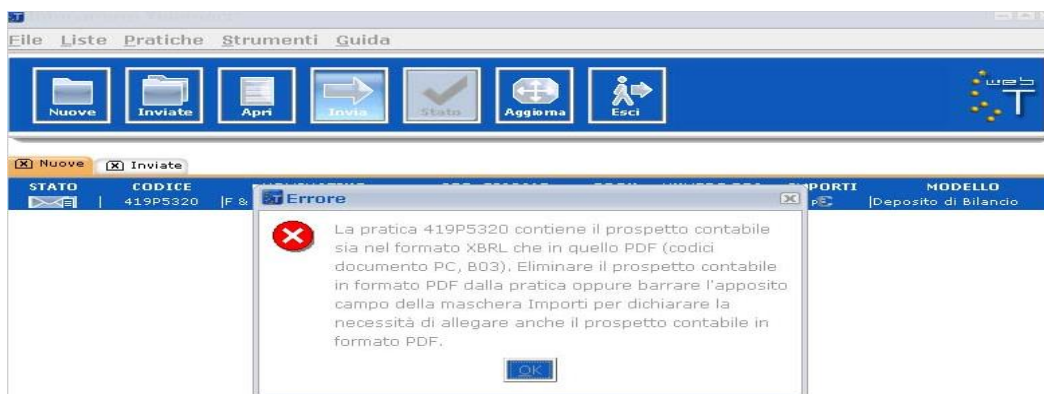 File Liste Pratiche Strumenti Guida
Nuove Inviate Apri Invia Stato Aggiorna Esci
web T
Nuove Inviate
STATO CODICE IMPORTI MODELLO
419P5320 F & Deposito di Bilancio
Errore
La pratica 419P5320 contiene il prospetto contabile
sia nel formato XBRL che in quello PDF (codici
documento PC, B03). Eliminare il prospetto contabile
in formato PDF dalla pratica oppure barrare l'apposito
campo della maschera Importi per dichiarare la
necessità di allegare anche il prospetto contabile in
formato PDF.
OK